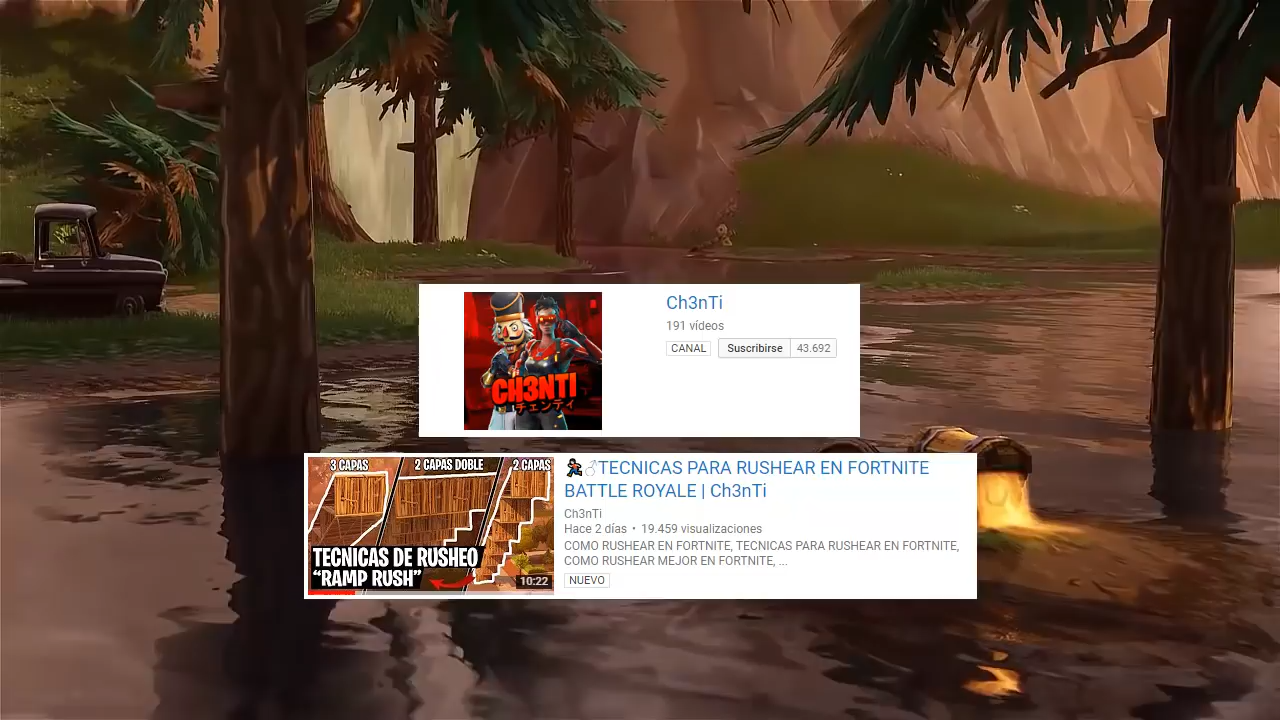 Ch3nTi
191 vídeos
CANAL Suscribirse 43.692
CH3NTI
チェンティ
3 CAPAS 2 CAPAS DOBLE 2 CAPAS
TECNICAS DE RUSHEO
“RAMP RUSH”
10:22
TECNICAS PARA RUSHEAR EN FORTNITE
BATTLE ROYALE | Ch3nTi
Ch3nTi
Hace 2 días • 19.459 visualizaciones
COMO RUSHEAR EN FORTNITE, TECNICAS PARA RUSHEAR EN FORTNITE,
COMO RUSHEAR MEJOR EN FORTNITE, ...
NUEVO